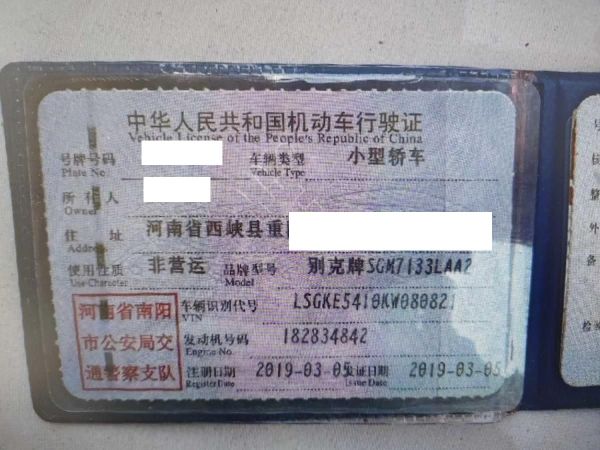 中华人民共和国机动车行驶证
Vehicle License of the People's Republic of China
号牌号码 车辆类型 小型轿车
Plate No. Vehicle Type
所有人
Owner
住 址 河南省西峡县重
Address
使用性质 非营运 品牌型号 别克牌SGM7133LAA2
Use Character Model
河南省南阳 车辆识别代号 LSGKE5410KW080821
VIN
市公安局交 发动机号码 182834842
Engine No.
通警察支队 注册日期 2019-03-05 发证日期 2019-03-05
Register Date Issue Date